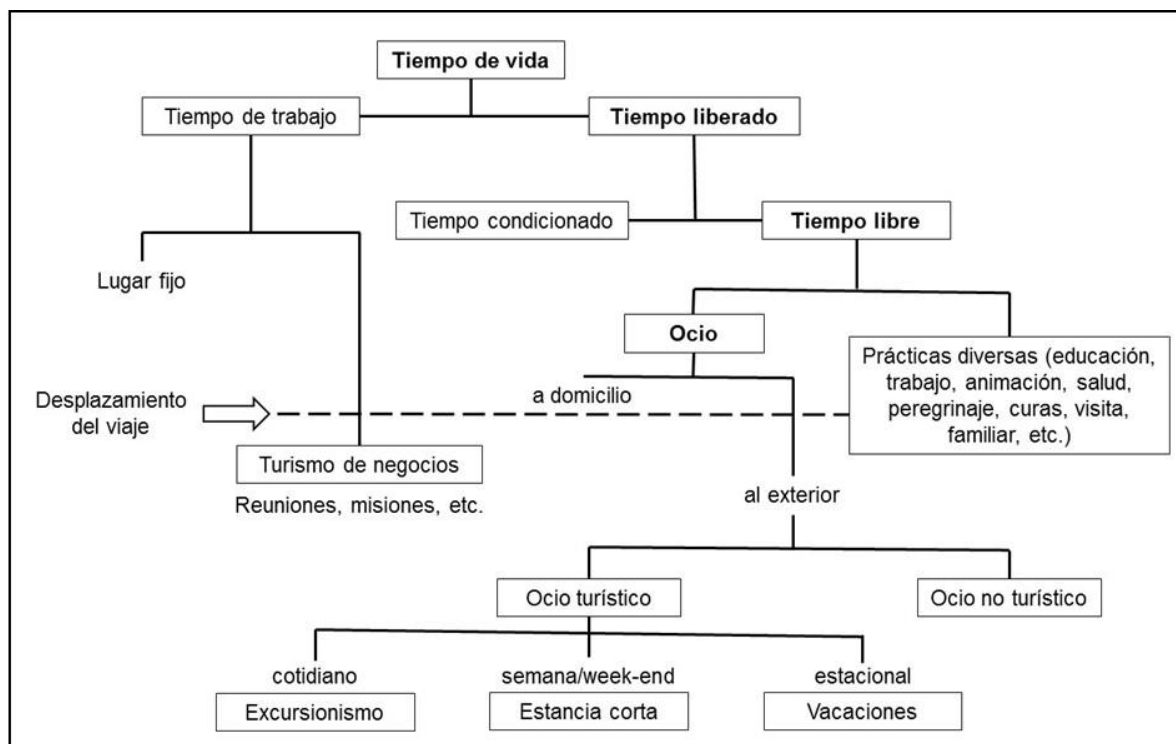 Tiempo de vida
Tiempo de trabajo
Tiempo liberado
Tiempo condicionado
Tiempo libre
Lugar fijo
Ocio
Prácticas diversas (educación,
trabajo, animación, salud,
peregrinaje, curas, visita,
familiar, etc.)
a domicilio
Desplazamiento
del viaje
Turismo de negocios
Reuniones, misiones, etc.
al exterior
Ocio turístico
Ocio no turístico
cotidiano
semana/week-end
estacional
Excursionismo
Estancia corta
Vacaciones